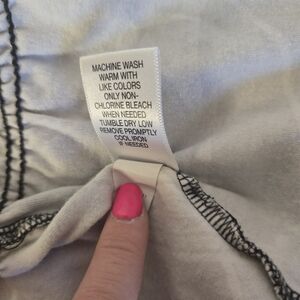 MACHINE WASH
WARM WITH
LIKE COLORS
ONLY NON-
CHLORINE BLEACH
WHEN NEEDED
TUMBLE DRY LOW
REMOVE PROMPTLY
COOL IRON
IF NEEDED